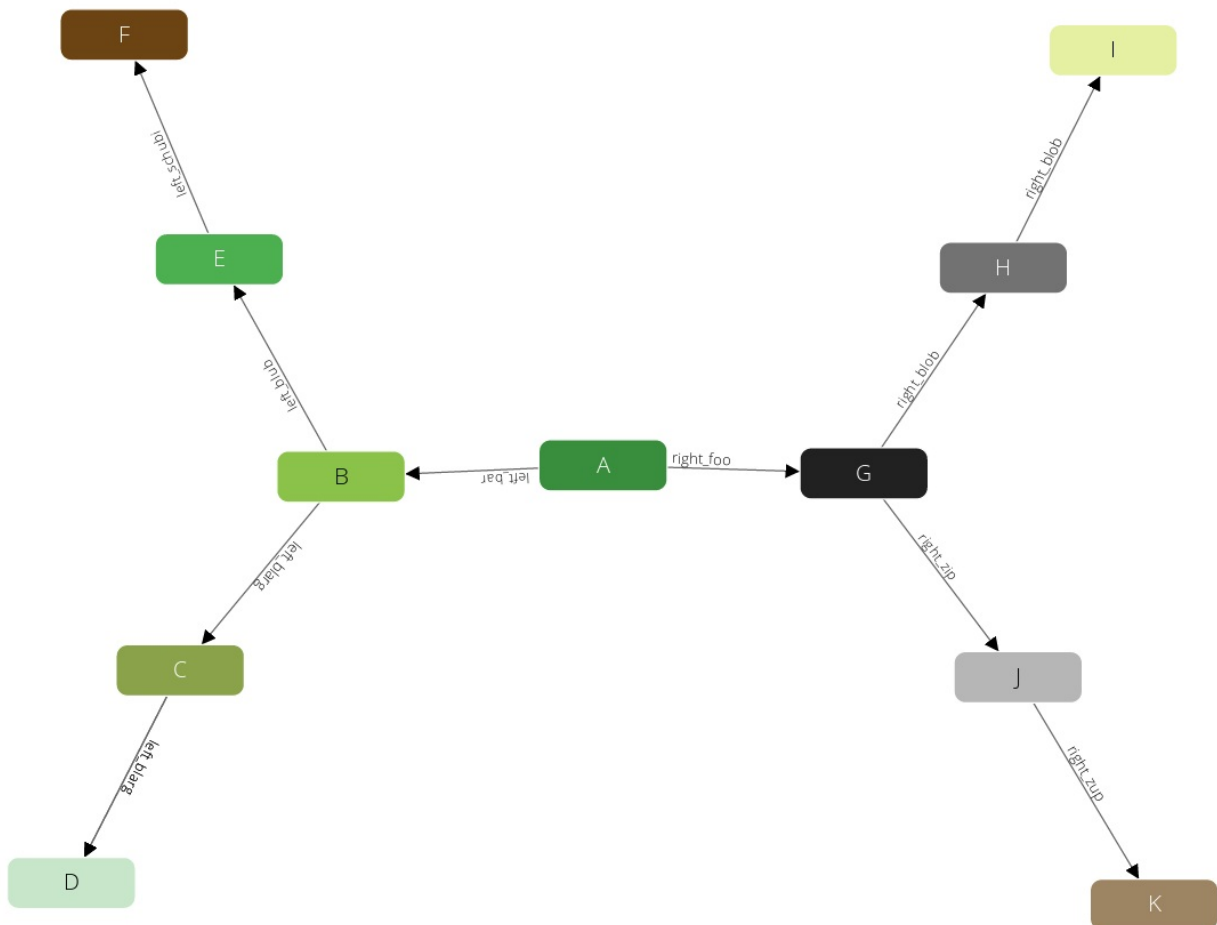 F
I
left_schubi
right_blob
E
H
left_blub
right_blob
A
right_foo
B
left_bar
G
left_blarg
right_zip
C
J
left_blarg
right_zup
D
K